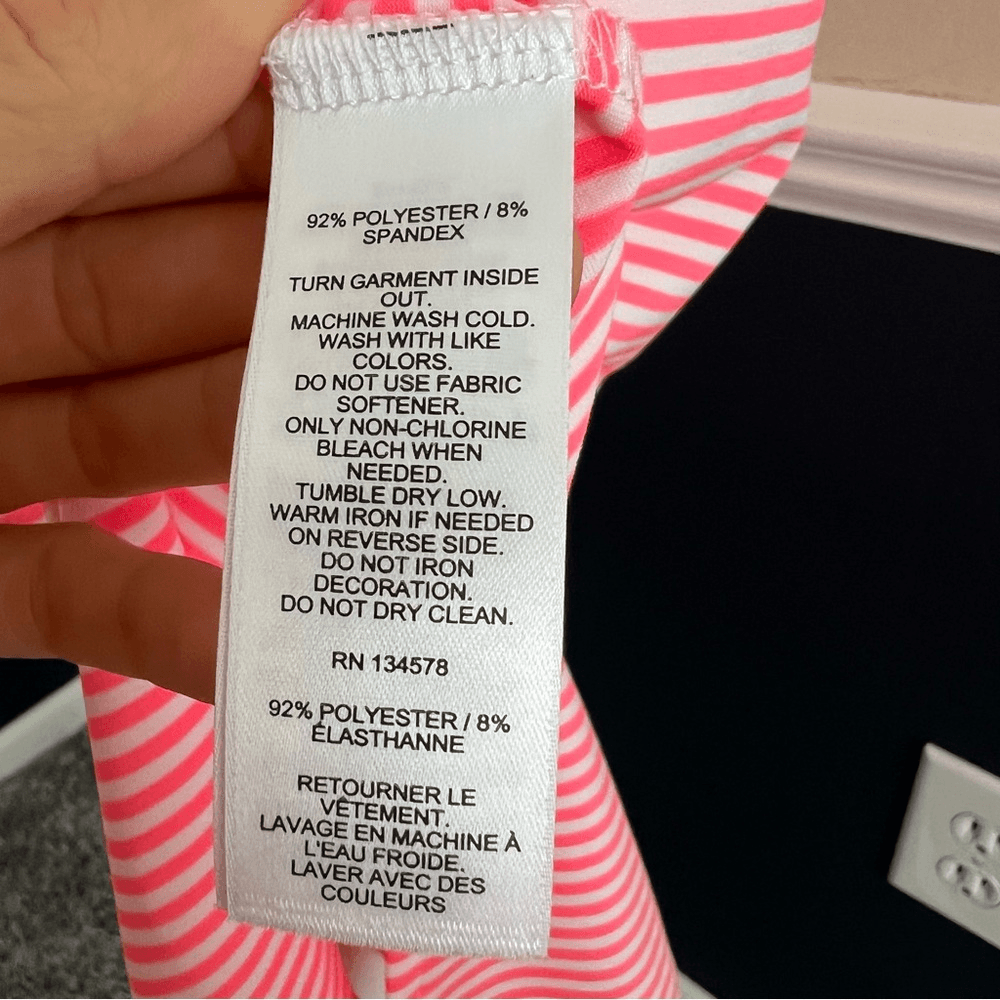 92% POLYESTER / 8%
SPANDEX
TURN GARMENT INSIDE
OUT.
MACHINE WASH COLD.
WASH WITH LIKE
COLORS.
DO NOT USE FABRIC
SOFTENER.
ONLY NON-CHLORINE
BLEACH WHEN
NEEDED.
TUMBLE DRY LOW.
WARM IRON IF NEEDED
ON REVERSE SIDE.
DO NOT IRON
DECORATION.
DO NOT DRY CLEAN.
RN 134578
92% POLYESTER / 8%
ÉLASTHANNE
RETOURNER LE
VÊTEMENT.
LAVAGE EN MACHINE À
L'EAU FROIDE.
LAVER AVEC DES
COULEURS